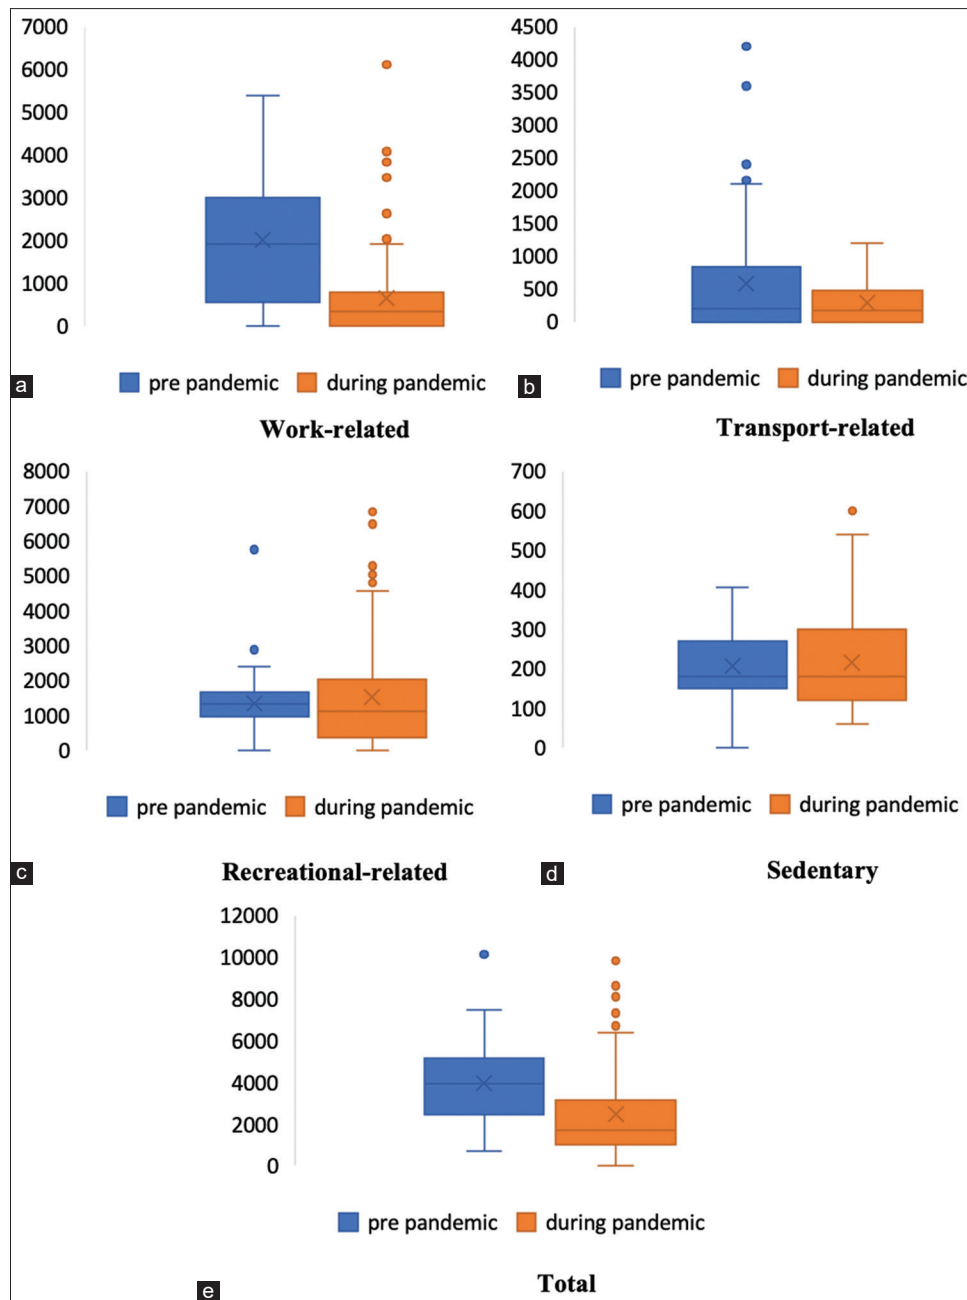 7000
6000
5000
4000
3000
2000
1000
0
pre pandemic during pandemic
a
Work-related
4500
4000
3500
3000
2500
2000
1500
1000
500
0
pre pandemic during pandemic
b
Transport-related
8000
7000
6000
5000
4000
3000
2000
1000
0
pre pandemic during pandemic
c
Recreational-related
700
600
500
400
300
200
100
0
pre pandemic during pandemic
d
Sedentary
12000
10000
8000
6000
4000
2000
0
pre pandemic during pandemic
e
Total